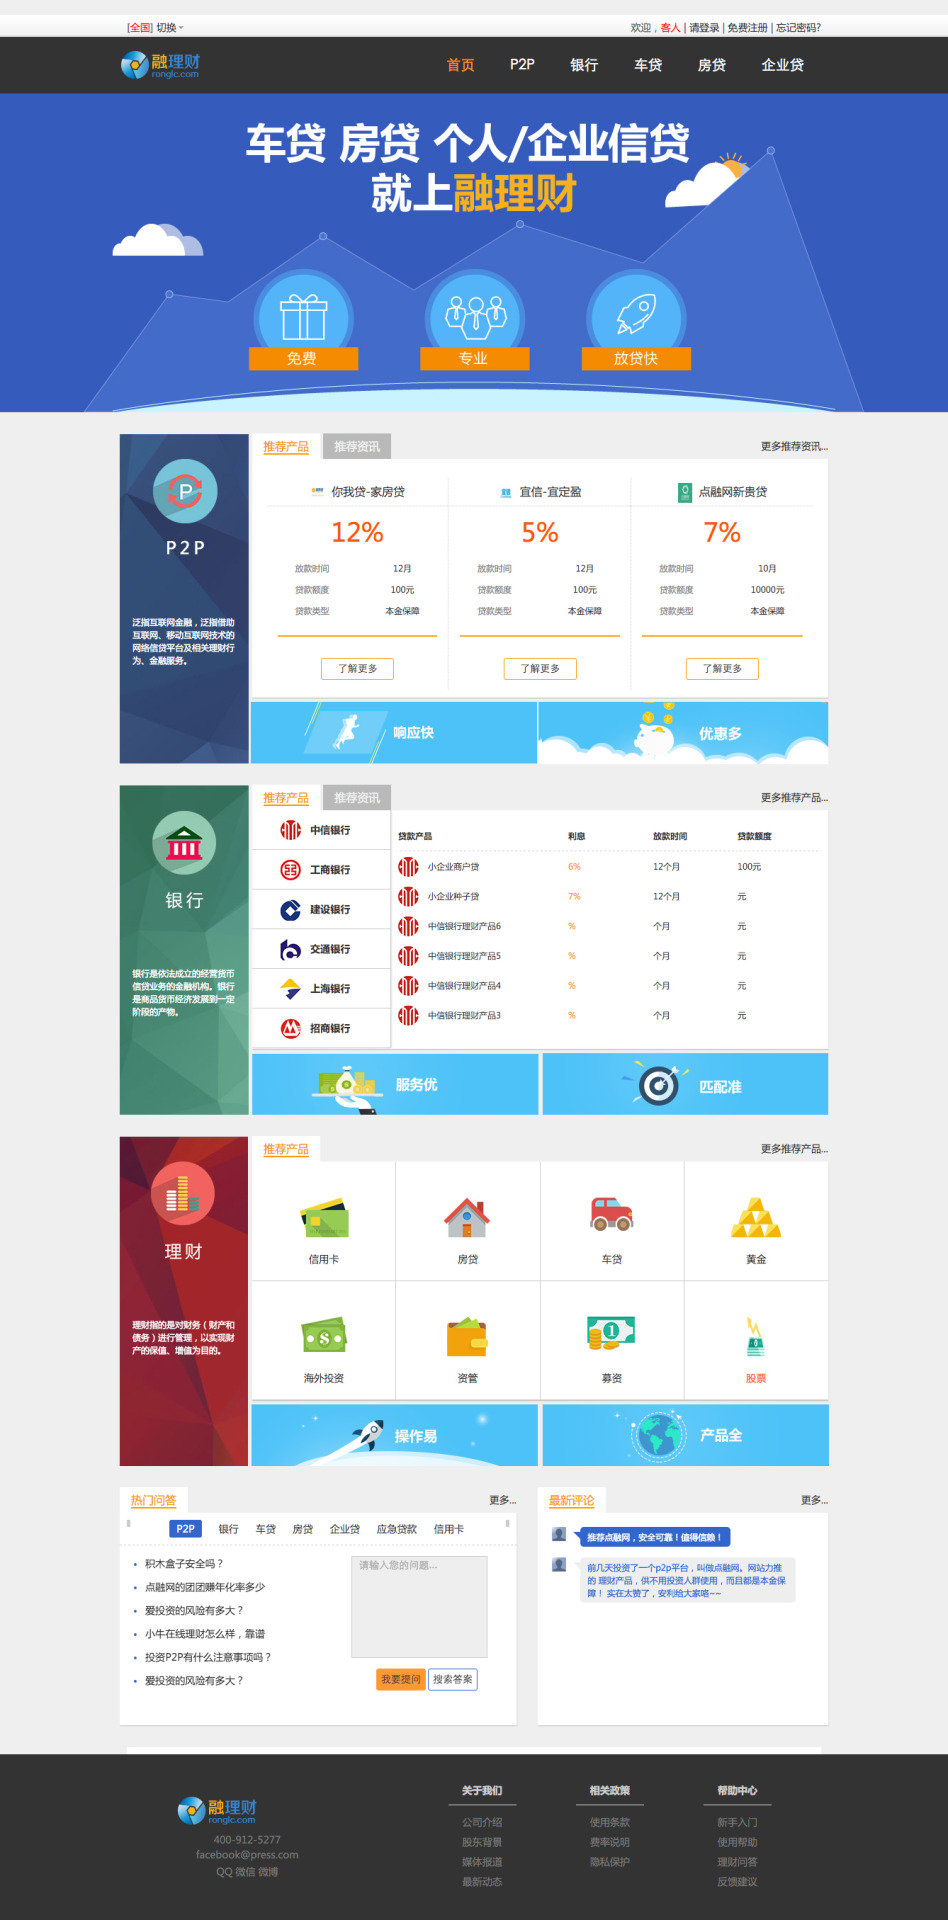 [全国] 切换
欢迎，客人 | 请登录 | 免费注册 | 忘记密码?
融理财
ronglc.com
首页 P2P 银行 车贷 房贷 企业贷
车贷 房贷 个人/企业信贷
就上融理财
免费 专业 放贷快
P2P
泛指互联网金融，泛指借助
互联网、移动互联网技术的
网络信贷平台及相关理财行
为、金融服务。
推荐产品 推荐资讯 更多推荐资讯...
你我贷-家房贷 宜信-宜定盈 点融网新贵贷
12% 5% 7%
放款时间 12月 放款时间 12月 放款时间 10月
贷款额度 100元 贷款额度 100元 贷款额度 10000元
贷款类型 本金保障 贷款类型 本金保障 贷款类型 本金保障
了解更多 了解更多 了解更多
响应快 优惠多
银行
银行是依法成立的经营货币
信贷业务的金融机构。银行
是商品货币经济发展到一定
阶段的产物。
推荐产品 推荐资讯 更多推荐产品...
中信银行
工商银行
建设银行
交通银行
上海银行
招商银行
贷款产品 利息 放款时间 贷款额度
小企业商户贷 6% 12个月 100元
小企业种子贷 7% 12个月 元
中信银行理财产品6 % 个月 元
中信银行理财产品5 % 个月 元
中信银行理财产品4 % 个月 元
中信银行理财产品3 % 个月 元
服务优 匹配准
理财
理财指的是对财务（财产和
债务）进行管理，以实现财
产的保值、增值为目的。
推荐产品 更多推荐产品...
信用卡 房贷 车贷 黄金
海外投资 资管 募资 股票
操作易 产品全
热门问答 更多...
P2P 银行 车贷 房贷 企业贷 应急贷款 信用卡
积木盒子安全吗？
点融网的团团赚年化率多少
爱投资的风险有多大？
小牛在线理财怎么样，靠谱
投资P2P有什么注意事项吗？
爱投资的风险有多大？
请输入您的问题...
我要提问 搜索答案
最新评论 更多...
推荐点融网，安全可靠！值得信赖！
前几天投资了一个p2p平台，叫做点融网。网站力推
的 理财产品，供不用投资人群使用，而且都是本金保
障！ 实在太赞了，安利给大家咯~~
融理财
ronglc.com
400-912-5277
facebook@press.com
QQ 微信 微博
关于我们
公司介绍
股东背景
媒体报道
最新动态
相关政策
使用条款
费率说明
隐私保护
帮助中心
新手入门
使用帮助
理财问答
反馈建议